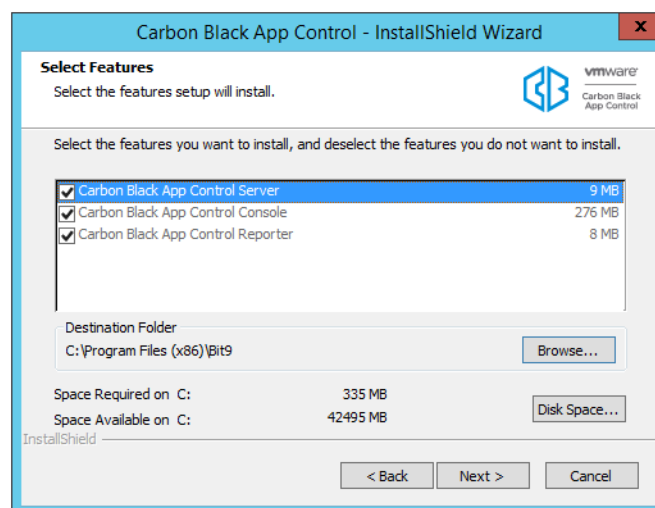 Carbon Black App Control - InstallShield Wizard
x
Select Features
Select the features setup will install.
vmware
Carbon Black
App Control
Select the features you want to install, and deselect the features you do not want to install.
Carbon Black App Control Server 9 MB
Carbon Black App Control Console 276 MB
Carbon Black App Control Reporter 8 MB
Destination Folder
C:\Program Files (x86)\Bit9
Browse...
Space Required on C: 335 MB
Space Available on C: 42495 MB
Disk Space...
InstallShield
< Back Next > Cancel